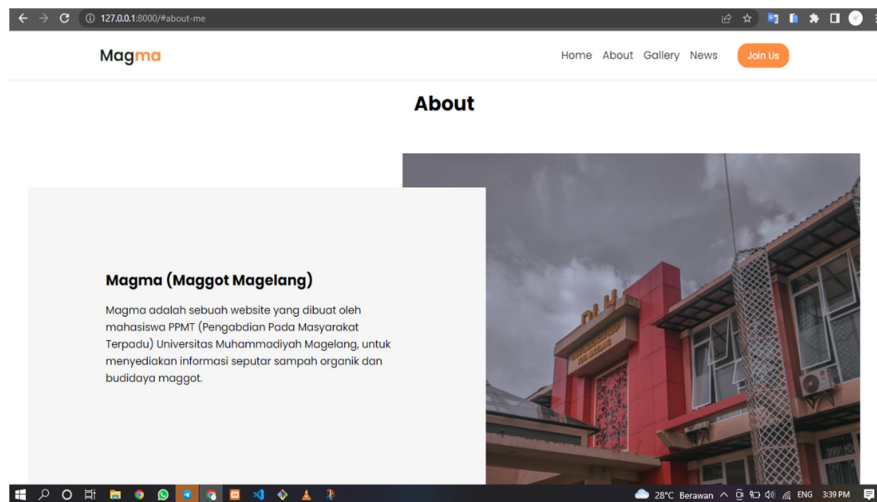 127.0.0.1:8000/#about-me
Magma
Home About Gallery News Join Us
About
DLH
Magma (Maggot Magelang)
Magma adalah sebuah website yang dibuat oleh
mahasiswa PPMT (Pengabdian Pada Masyarakat
Terpadu) Universitas Muhammadiyah Magelang, untuk
menyediakan informasi seputar sampah organik dan
budidaya maggot.
28°C Berawan ENG 3:39 PM